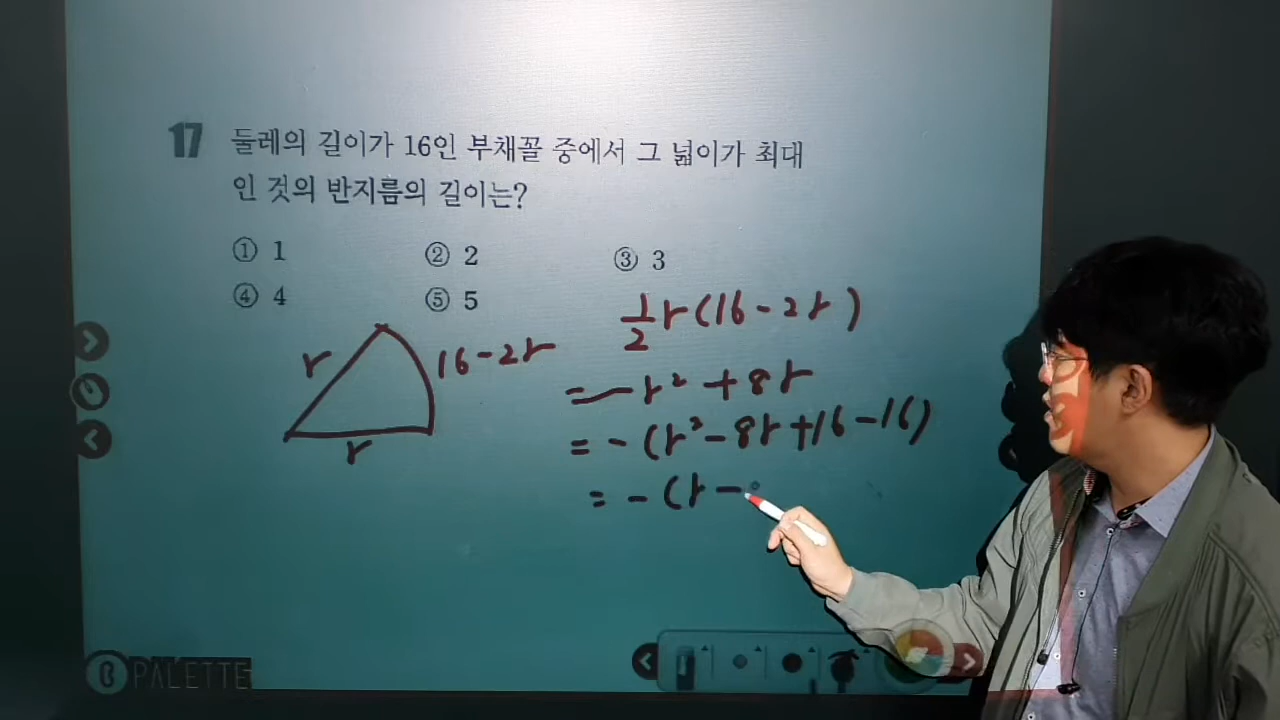 17 둘레의 길이가 16인 부채꼴 중에서 그 넓이가 최대
인 것의 반지름의 길이는?
① 1 ② 2 ③ 3
④ 4 ⑤ 5
r
16-2r
r
1/2 r(16-2r)
=-r²+8r
=-(r²-8r+16-16)
=-(r-
PALETTE